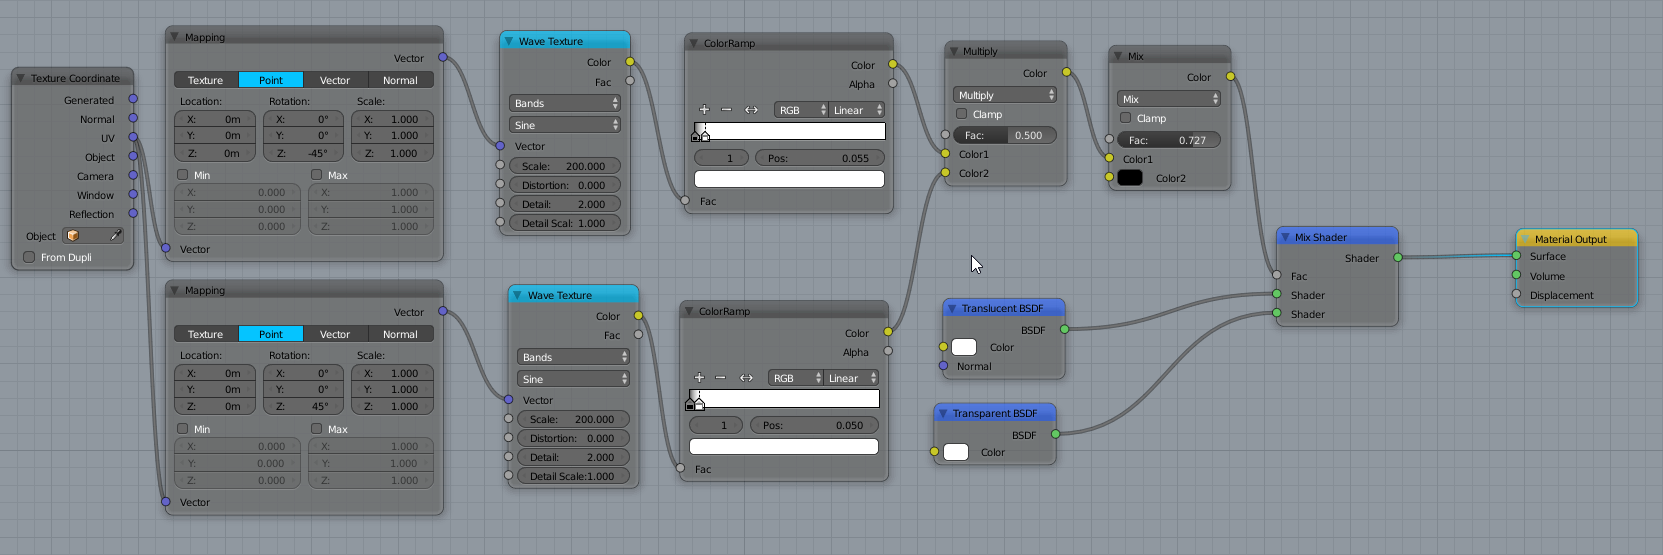 Texture Coordinate
Generated
Normal
UV
Object
Camera
Window
Reflection
Object
From Dupli
Mapping
Vector
Texture Point Vector Normal
Location: Rotation: Scale:
X: 0m X: 0° X: 1.000
Y: 0m Y: 0° Y: 1.000
Z: 0m Z: -45° Z: 1.000
Min Max
X: 0.000 X: 1.000
Y: 0.000 Y: 1.000
Z: 0.000 Z: 1.000
Vector
Mapping
Vector
Texture Point Vector Normal
Location: Rotation: Scale:
X: 0m X: 0° X: 1.000
Y: 0m Y: 0° Y: 1.000
Z: 0m Z: 45° Z: 1.000
Min Max
X: 0.000 X: 1.000
Y: 0.000 Y: 1.000
Z: 0.000 Z: 1.000
Vector
Wave Texture
Color
Fac
Bands
Sine
Vector
Scale: 200.000
Distortion: 0.000
Detail: 2.000
Detail Scal: 1.000
Wave Texture
Color
Fac
Bands
Sine
Vector
Scale: 200.000
Distortion: 0.000
Detail: 2.000
Detail Scale:1.000
ColorRamp
Color
Alpha
RGB Linear
1 Pos: 0.055
Fac
ColorRamp
Color
Alpha
RGB Linear
1 Pos: 0.050
Fac
Multiply
Color
Multiply
Clamp
Fac: 0.500
Color1
Color2
Mix
Color
Mix
Clamp
Fac: 0.727
Color1
Color2
Translucent BSDF
BSDF
Color
Normal
Transparent BSDF
BSDF
Color
Mix Shader
Shader
Fac
Shader
Shader
Material Output
Surface
Volume
Displacement